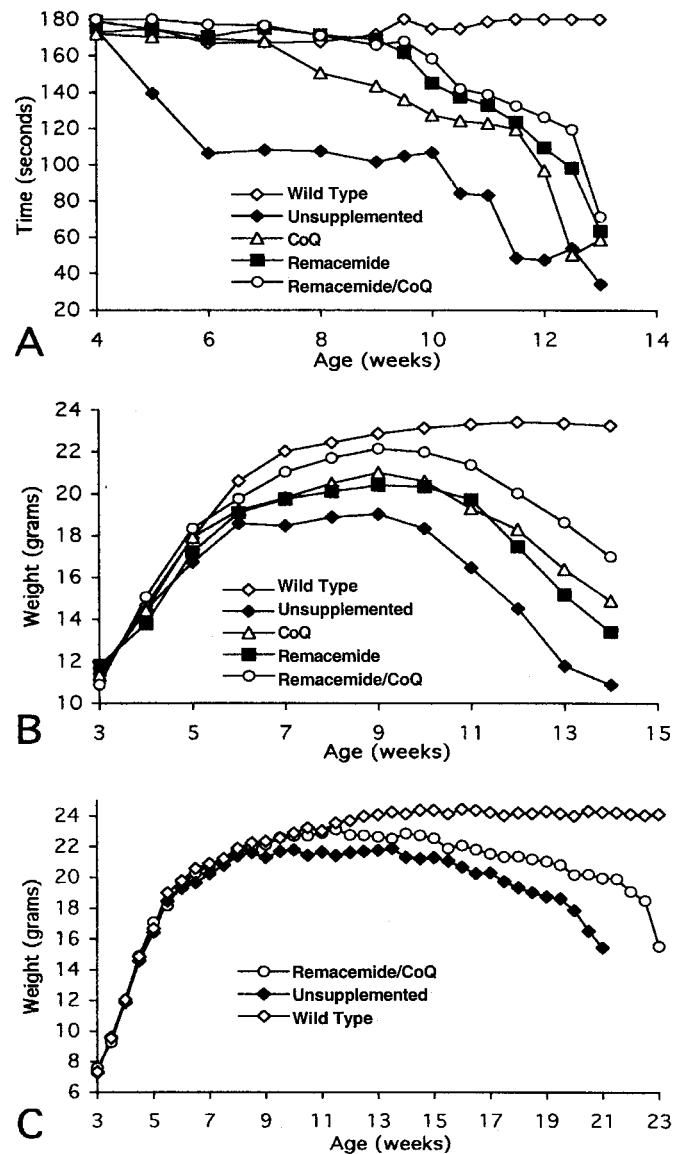 180
160
140
120
100
80
60
40
20
Time (seconds)
Wild Type
Unsupplemented
CoQ
Remacemide
Remacemide/CoQ
4 6 8 10 12 14
Age (weeks)
A
24
22
20
18
16
14
12
10
Weight (grams)
Wild Type
Unsupplemented
CoQ
Remacemide
Remacemide/CoQ
3 5 7 9 11 13 15
Age (weeks)
B
24
22
20
18
16
14
12
10
8
6
Weight (grams)
Remacemide/CoQ
Unsupplemented
Wild Type
3 5 7 9 11 13 15 17 19 21 23
Age (weeks)
C